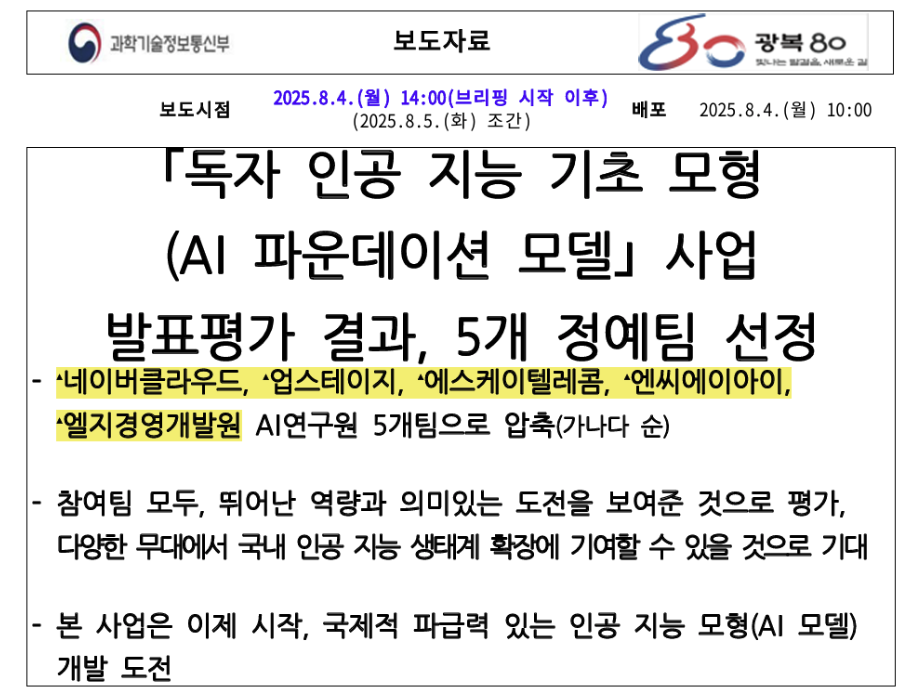 과학기술정보통신부
보도자료
광복 80
빛나는 발걸음, 새로운 길
보도시점 2025.8.4.(월) 14:00(브리핑 시작 이후) 배포 2025.8.4.(월) 10:00
(2025.8.5.(화) 조간)
「독자 인공 지능 기초 모형
(AI 파운데이션 모델」 사업
발표평가 결과, 5개 정예팀 선정
- ▲네이버클라우드, ▲업스테이지, ▲에스케이텔레콤, ▲엔씨에이아이,
▲엘지경영개발원 AI연구원 5개팀으로 압축(가나다 순)
- 참여팀 모두, 뛰어난 역량과 의미있는 도전을 보여준 것으로 평가,
다양한 무대에서 국내 인공 지능 생태계 확장에 기여할 수 있을 것으로 기대
- 본 사업은 이제 시작, 국제적 파급력 있는 인공 지능 모형(AI 모델)
개발 도전